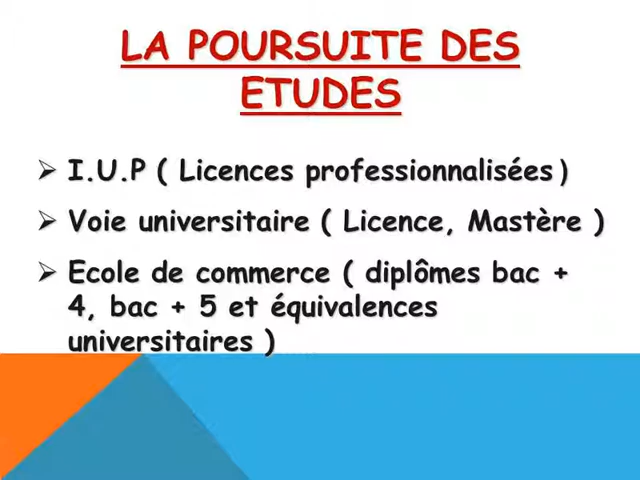 LA POURSUITE DES
ETUDES
➢ I.U.P ( Licences professionnalisées )
➢ Voie universitaire ( Licence, Mastère )
➢ Ecole de commerce ( diplômes bac +
4, bac + 5 et équivalences
universitaires )